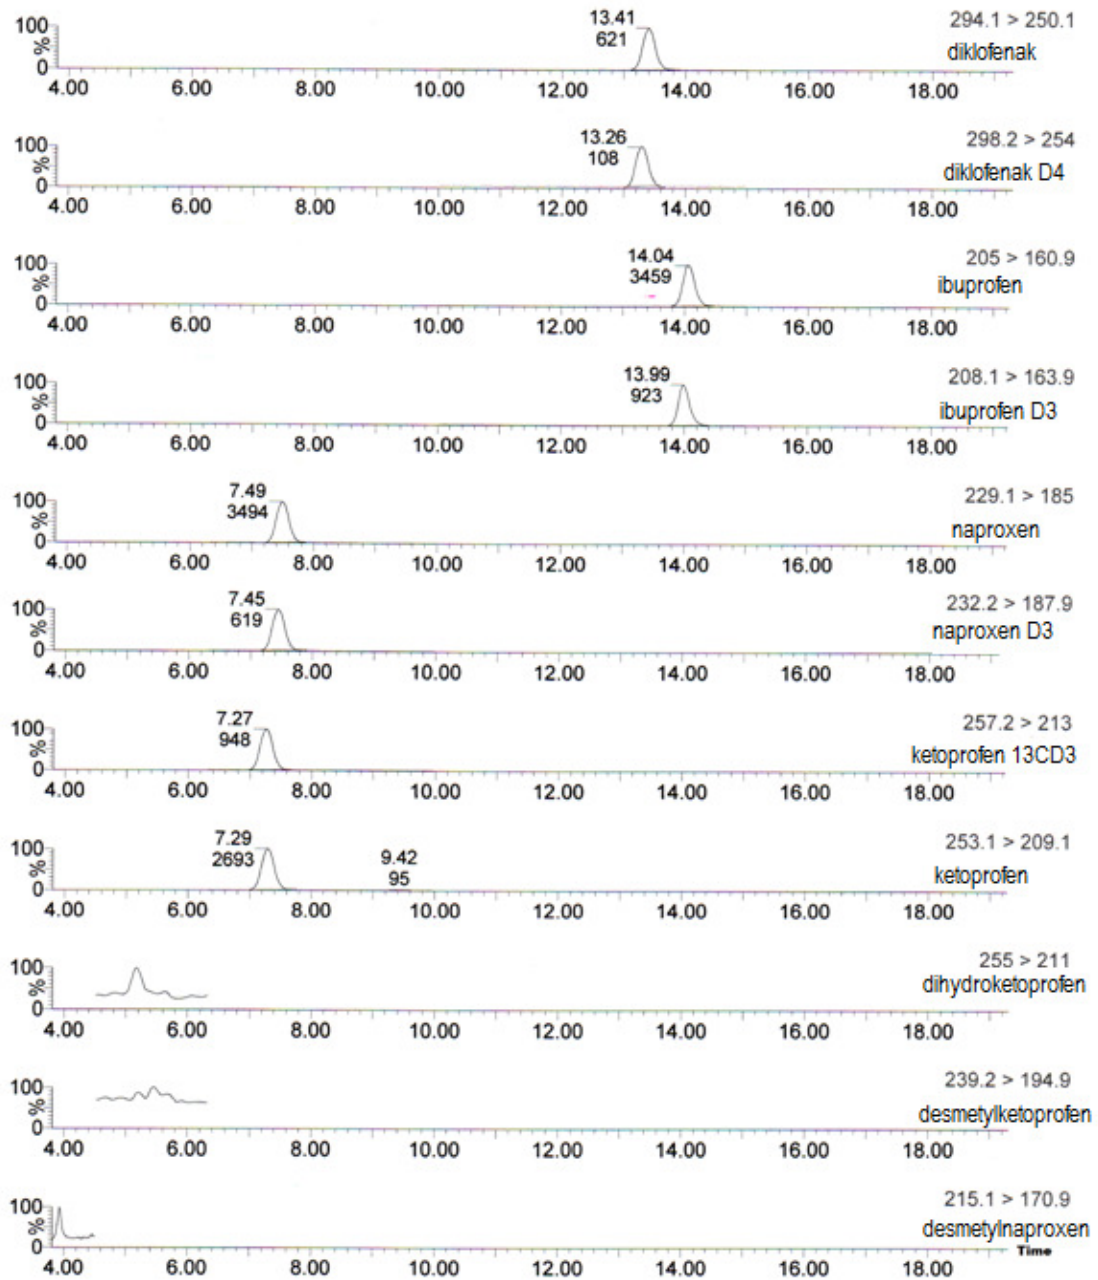 13.41
621
294.1 > 250.1
diklofenak
100
%
0
4.00 6.00 8.00 10.00 12.00 14.00 16.00 18.00
13.26
108
298.2 > 254
diklofenak D4
100
%
0
4.00 6.00 8.00 10.00 12.00 14.00 16.00 18.00
14.04
3459
205 > 160.9
ibuprofen
100
%
0
4.00 6.00 8.00 10.00 12.00 14.00 16.00 18.00
13.99
923
208.1 > 163.9
ibuprofen D3
100
%
0
4.00 6.00 8.00 10.00 12.00 14.00 16.00 18.00
7.49
3494
229.1 > 185
naproxen
100
%
0
4.00 6.00 8.00 10.00 12.00 14.00 16.00 18.00
7.45
619
232.2 > 187.9
naproxen D3
100
%
0
4.00 6.00 8.00 10.00 12.00 14.00 16.00 18.00
7.27
948
257.2 > 213
ketoprofen 13CD3
100
%
0
4.00 6.00 8.00 10.00 12.00 14.00 16.00 18.00
7.29
2693
9.42
95
253.1 > 209.1
ketoprofen
100
%
0
4.00 6.00 8.00 10.00 12.00 14.00 16.00 18.00
255 > 211
dihydroketoprofen
100
%
0
4.00 6.00 8.00 10.00 12.00 14.00 16.00 18.00
239.2 > 194.9
desmetylketoprofen
100
%
0
4.00 6.00 8.00 10.00 12.00 14.00 16.00 18.00
215.1 > 170.9
desmetylnaproxen
100
%
0
Time
4.00 6.00 8.00 10.00 12.00 14.00 16.00 18.00